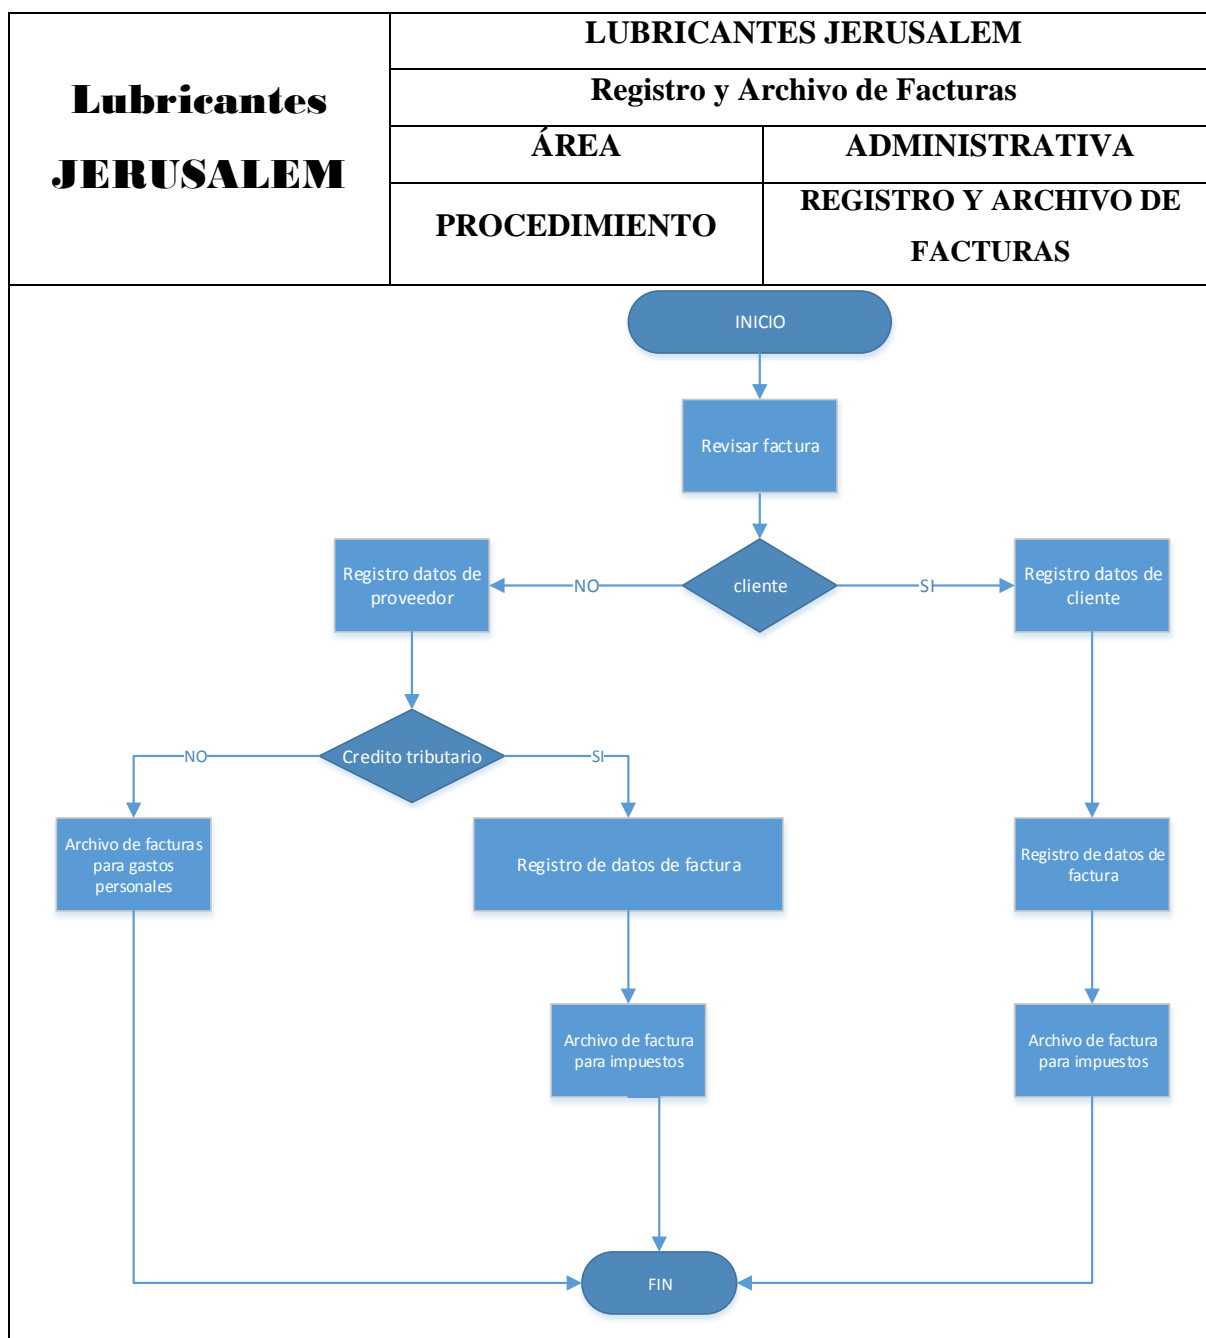 Lubricantes
JERUSALEM
LUBRICANTES JERUSALEM
Registro y Archivo de Facturas
ÁREA
ADMINISTRATIVA
PROCEDIMIENTO
REGISTRO Y ARCHIVO DE
FACTURAS
INICIO
Revisar factura
cliente
NO
SI
Registro datos de
proveedor
Registro datos de
cliente
Credito tributario
NO
SI
Archivo de facturas
para gastos
personales
Registro de datos de factura
Registro de datos de
factura
Archivo de factura
para impuestos
Archivo de factura
para impuestos
FIN